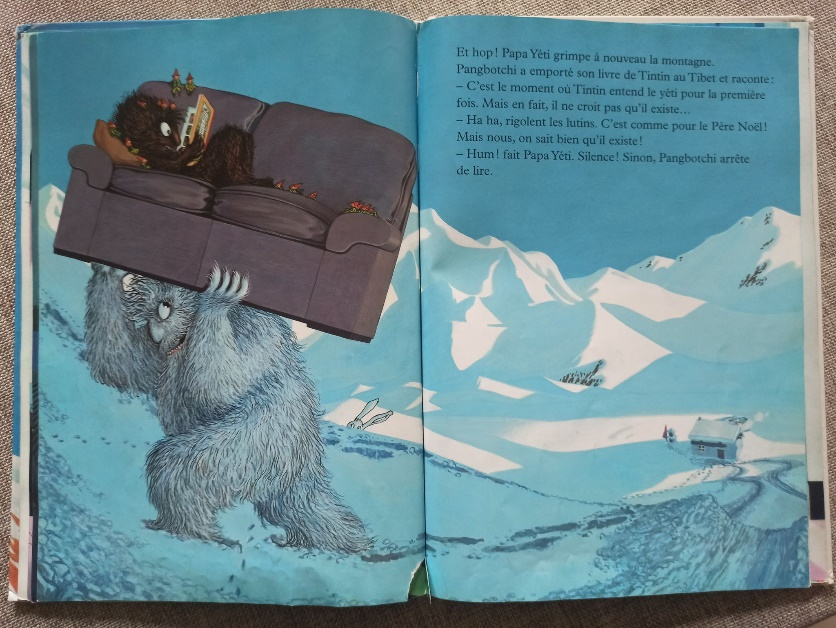 Et hop ! Papa Yéti grimpe à nouveau la montagne.
Pangbotchi a emporté son livre de Tintin au Tibet et raconte :
– C'est le moment où Tintin entend le yéti pour la première
fois. Mais en fait, il ne croit pas qu'il existe…
– Ha ha, rigolent les lutins. C'est comme pour le Père Noël !
Mais nous, on sait bien qu'il existe !
– Hum ! fait Papa Yéti. Silence ! Sinon, Pangbotchi arrête
de lire.